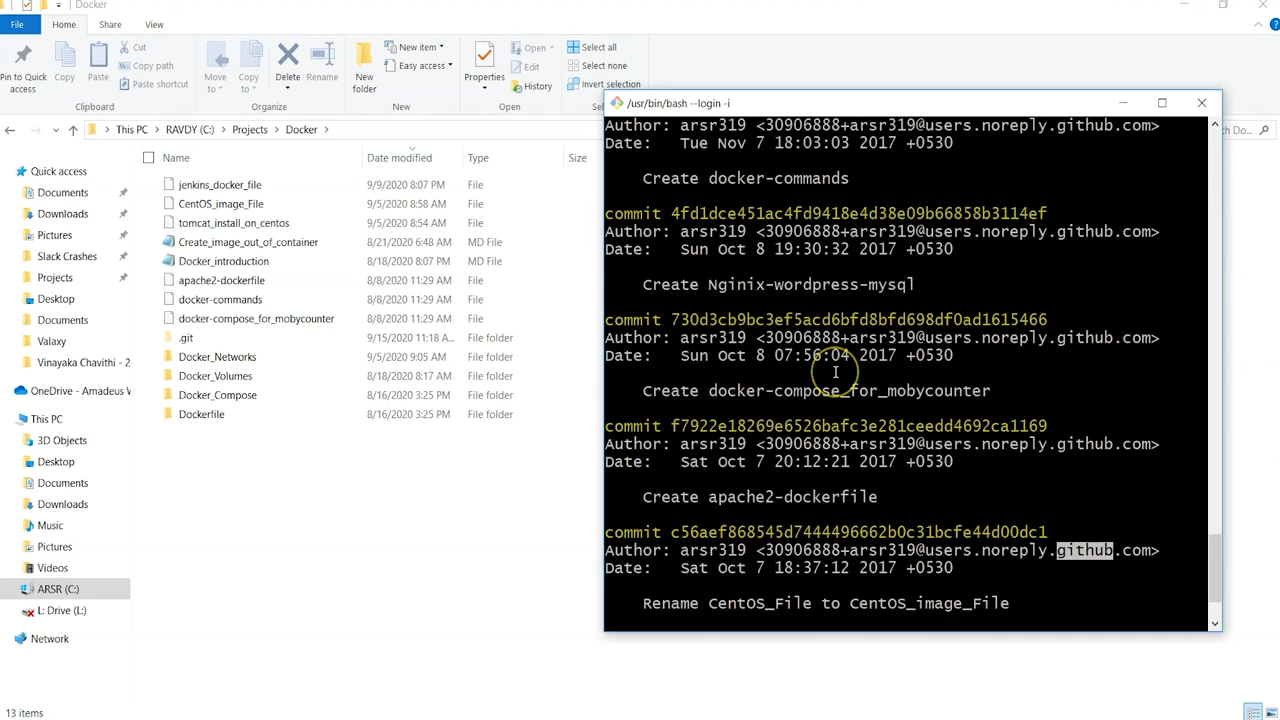 Docker
File Home Share View
Pin to Quick access
Copy
Paste
Cut
Copy path
Paste shortcut
Clipboard
Move to
Copy to
Delete
Rename
Organize
New folder
New item
Easy access
New
Properties
Open
Edit
History
Open
Select all
Select none
Invert selection
This PC RAVDY (C:) Projects Docker
Quick access
Documents
Downloads
Pictures
Slack Crashes
Projects
Desktop
Documents
Valaxy
Vinayaka Chavithi - 2
OneDrive - Amadeus W
This PC
3D Objects
Desktop
Documents
Downloads
Music
Pictures
Videos
ARSR (C:)
L: Drive (L:)
Network
Name Date modified Type Size
jenkins_docker_file 9/9/2020 8:07 PM File
CentOS_image_File 9/5/2020 8:58 AM File
tomcat_install_on_centos 9/5/2020 8:54 AM File
Create_image_out_of_container 8/21/2020 6:48 AM MD File
Docker_introduction 8/18/2020 8:07 PM MD File
apache2-dockerfile 8/8/2020 11:29 AM File
docker-commands 8/8/2020 11:29 AM File
docker-compose_for_mobycounter 8/8/2020 11:29 AM File
.git 9/15/2020 11:18 A... File folder
Docker_Networks 9/5/2020 9:05 AM File folder
Docker_Volumes 8/18/2020 8:17 PM File folder
Docker_Compose 8/16/2020 3:25 PM File folder
Dockerfile 8/16/2020 3:25 PM File folder
/usr/bin/bash --login -i
Author: arsr319 <30906888+arsr319@users.noreply.github.com>
Date: Tue Nov 7 18:03:03 2017 +0530
Create docker-commands
commit 4fd1dce451ac4fd9418e4d38e09b66858b3114ef
Author: arsr319 <30906888+arsr319@users.noreply.github.com>
Date: Sun Oct 8 19:30:32 2017 +0530
Create Nginix-wordpress-mysql
commit 730d3cb9bc3ef5acd6bfd8bfd698df0ad1615466
Author: arsr319 <30906888+arsr319@users.noreply.github.com>
Date: Sun Oct 8 07:56:04 2017 +0530
Create docker-compose_for_mobycounter
commit f7922e18269e6526bafc3e281ceedd4692ca1169
Author: arsr319 <30906888+arsr319@users.noreply.github.com>
Date: Sat Oct 7 20:12:21 2017 +0530
Create apache2-dockerfile
commit c56aef868545d7444496662b0c31bcfe44d00dc1
Author: arsr319 <30906888+arsr319@users.noreply.github.com>
Date: Sat Oct 7 18:37:12 2017 +0530
Rename CentOS_File to CentOS_image_File
13 items